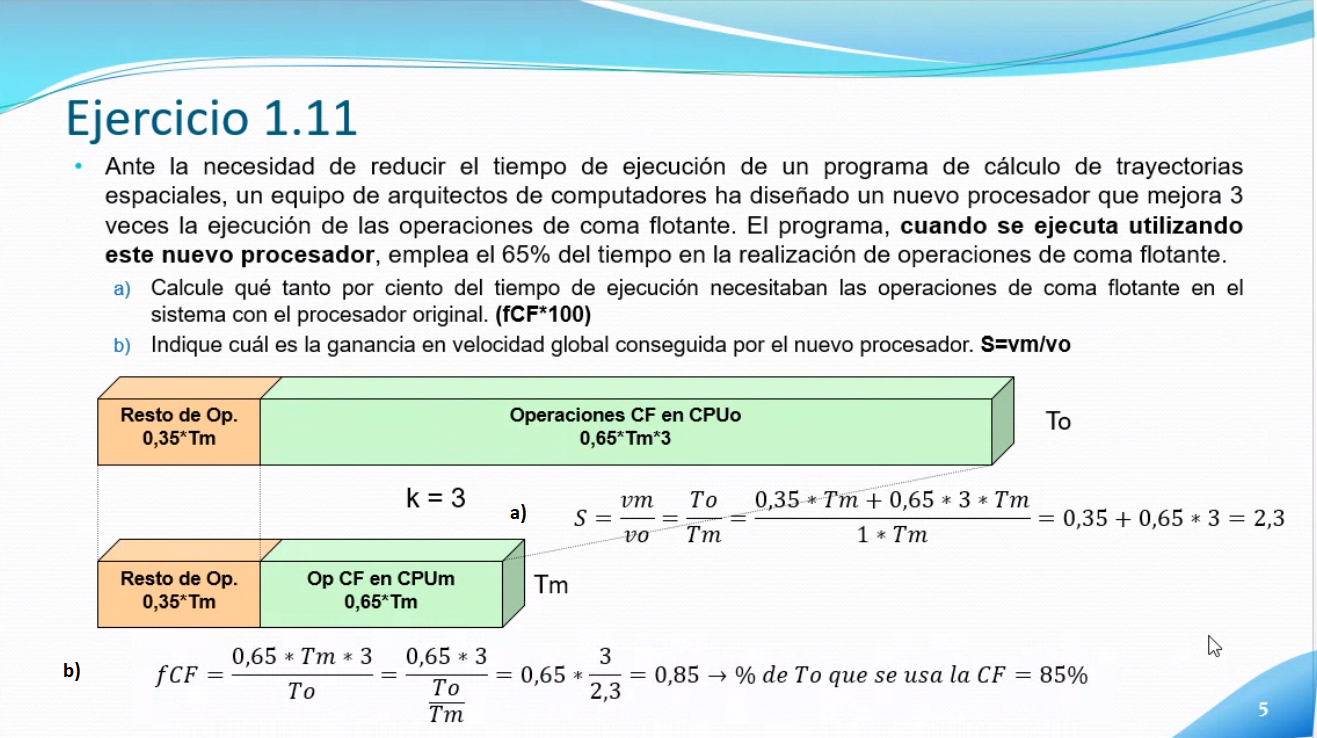 Ejercicio 1.11
• Ante la necesidad de reducir el tiempo de ejecución de un programa de cálculo de trayectorias
espaciales, un equipo de arquitectos de computadores ha diseñado un nuevo procesador que mejora 3
veces la ejecución de las operaciones de coma flotante. El programa, cuando se ejecuta utilizando
este nuevo procesador, emplea el 65% del tiempo en la realización de operaciones de coma flotante.
a) Calcule qué tanto por ciento del tiempo de ejecución necesitaban las operaciones de coma flotante en el
sistema con el procesador original. (fCF*100)
b) Indique cuál es la ganancia en velocidad global conseguida por el nuevo procesador. S=vm/vo
Resto de Op.
0,35*Tm
Operaciones CF en CPUo
0,65*Tm*3
To
k = 3
a) S = vm/vo = To/Tm = (0,35 * Tm + 0,65 * 3 * Tm)/(1 * Tm) = 0,35 + 0,65 * 3 = 2,3
Resto de Op.
0,35*Tm
Op CF en CPUm
0,65*Tm
Tm
b) fCF = (0,65 * Tm * 3)/To = (0,65 * 3)/(To/Tm) = 0,65 * 3/2,3 = 0,85 → % de To que se usa la CF = 85%
5